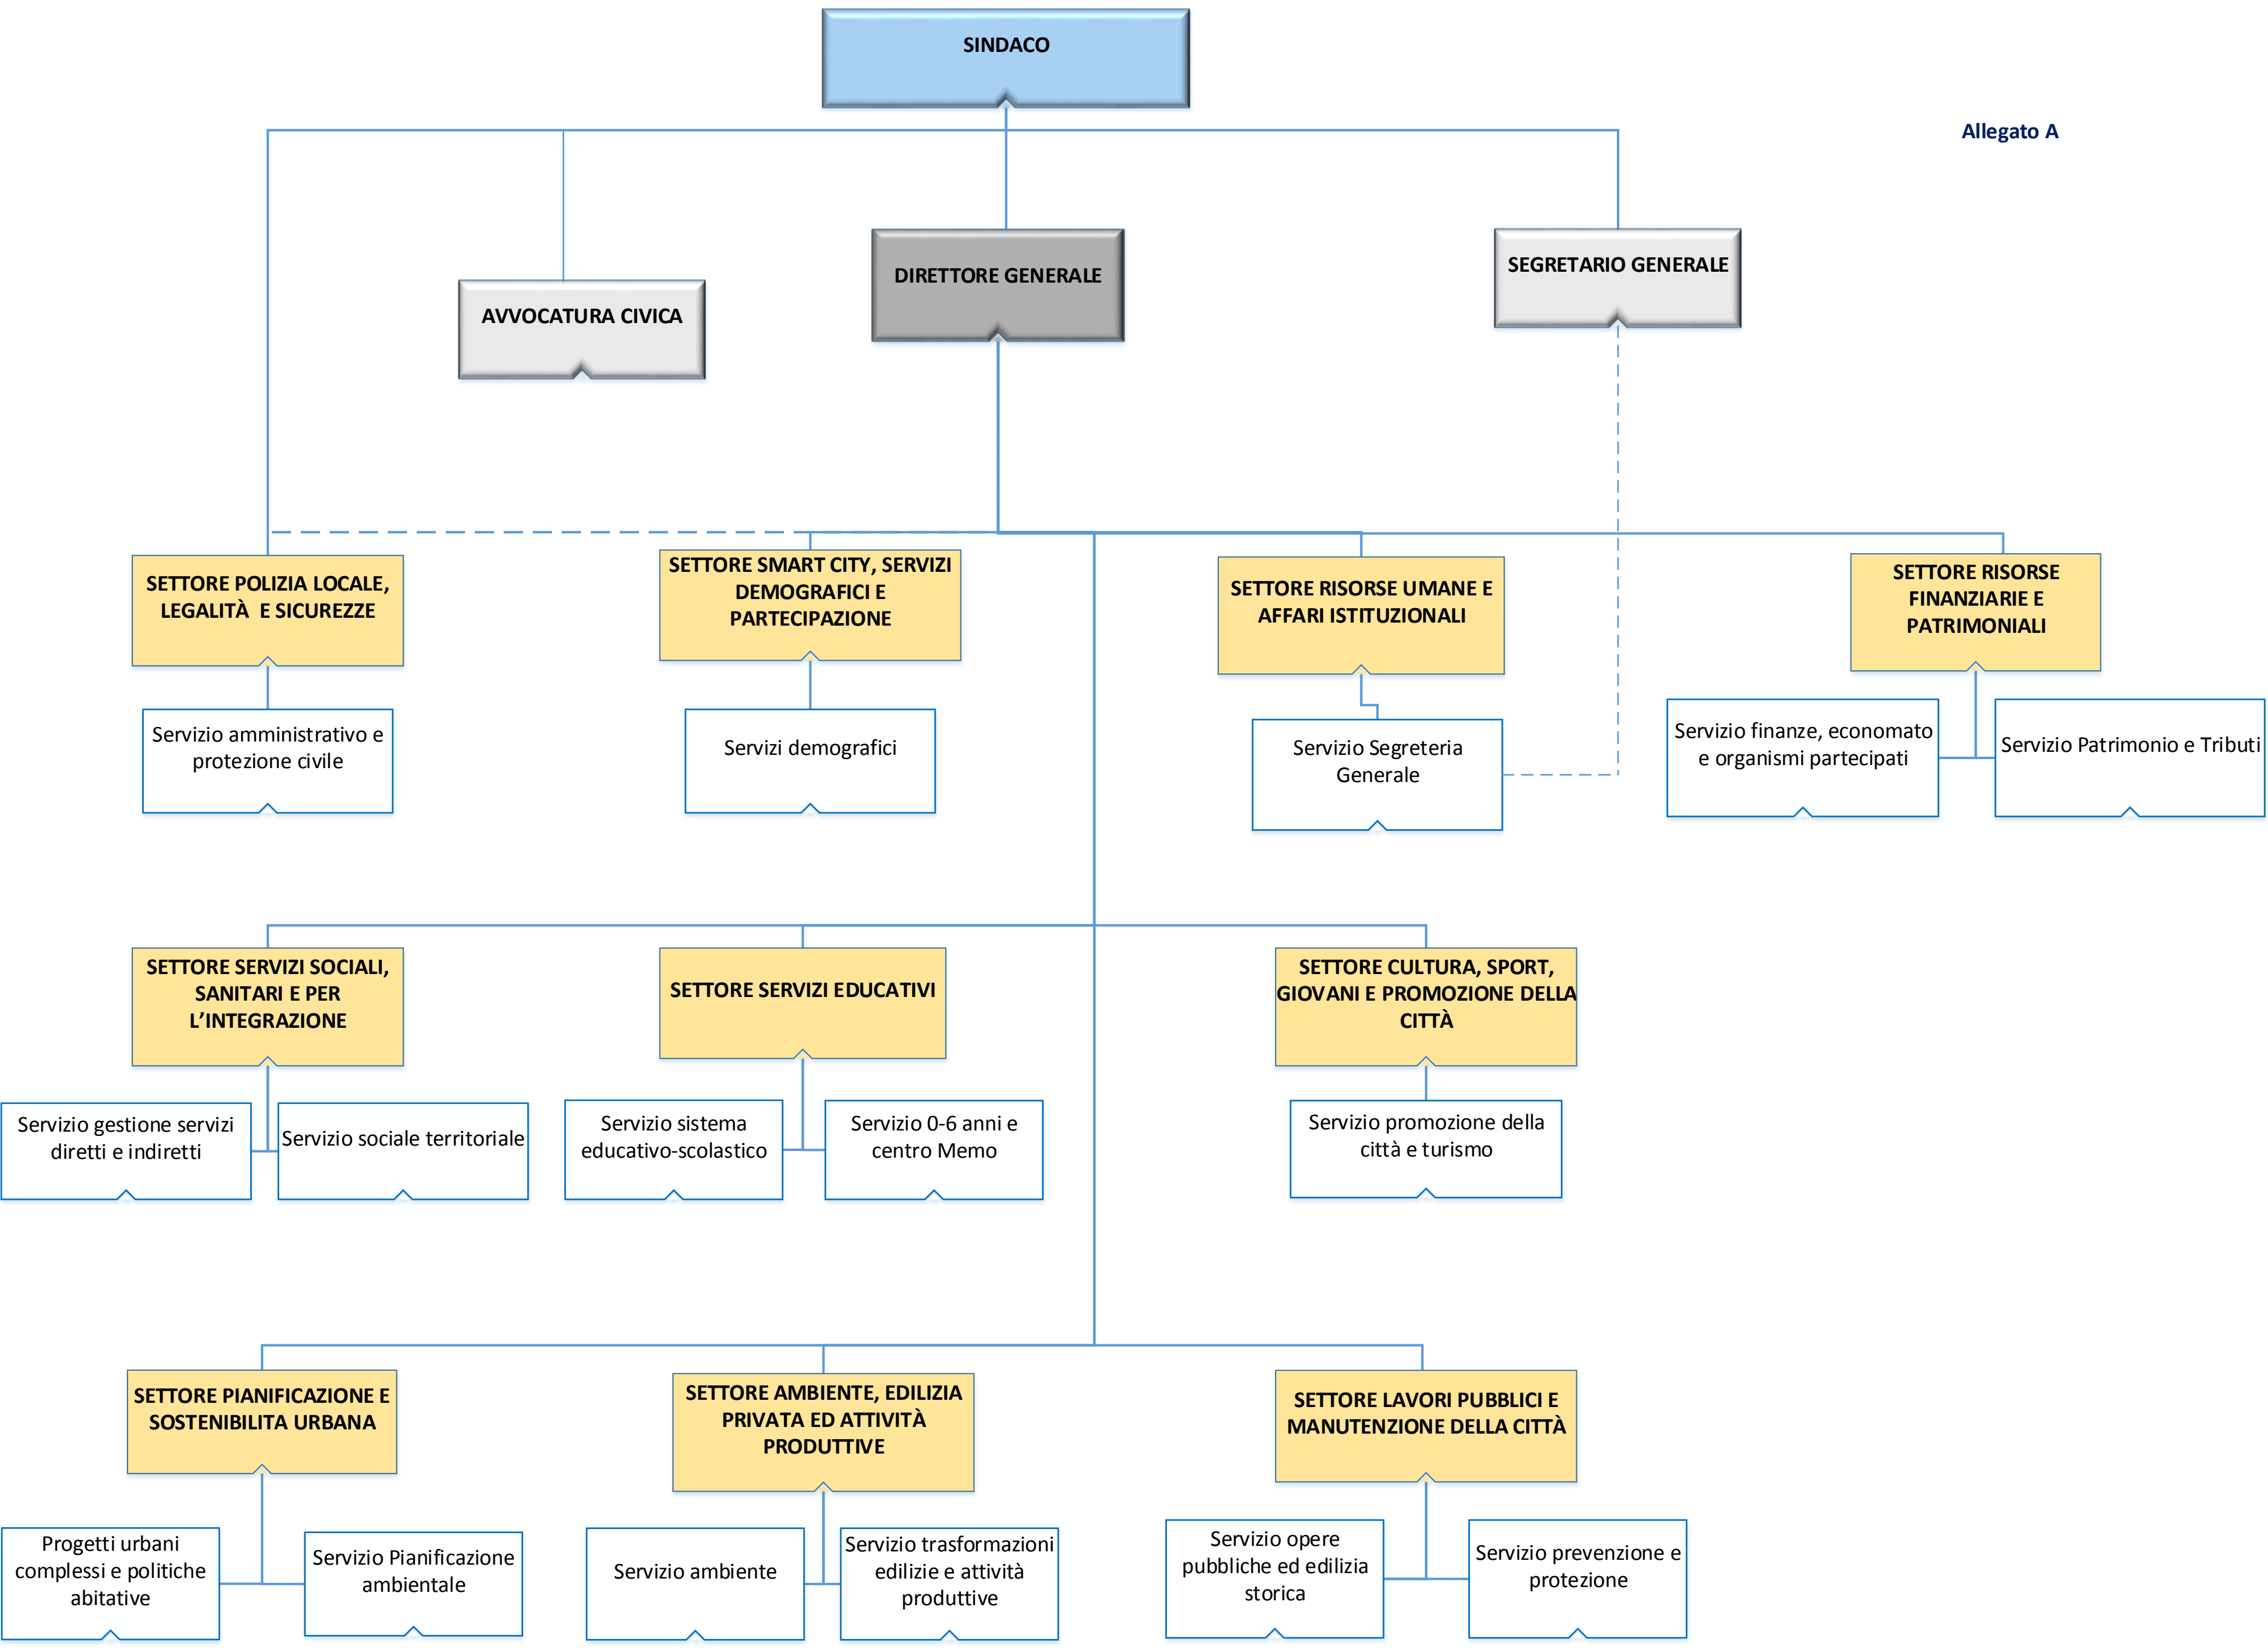 SINDACO
Allegato A
AVVOCATURA CIVICA
DIRETTORE GENERALE
SEGRETARIO GENERALE
SETTORE POLIZIA LOCALE,
LEGALITÀ  E SICUREZZE
SETTORE SMART CITY, SERVIZI
DEMOGRAFICI E
PARTECIPAZIONE
SETTORE RISORSE UMANE E
AFFARI ISTITUZIONALI
SETTORE RISORSE
FINANZIARIE E
PATRIMONIALI
Servizio amministrativo e
protezione civile
Servizi demografici
Servizio Segreteria
Generale
Servizio finanze, economato
e organismi partecipati
Servizio Patrimonio e Tributi
SETTORE SERVIZI SOCIALI,
SANITARI E PER
L’INTEGRAZIONE
SETTORE SERVIZI EDUCATIVI
SETTORE CULTURA, SPORT,
GIOVANI E PROMOZIONE DELLA
CITTÀ
Servizio gestione servizi
diretti e indiretti
Servizio sociale territoriale
Servizio sistema
educativo-scolastico
Servizio 0-6 anni e
centro Memo
Servizio promozione della
città e turismo
SETTORE PIANIFICAZIONE E
SOSTENIBILITA URBANA
SETTORE AMBIENTE, EDILIZIA
PRIVATA ED ATTIVITÀ
PRODUTTIVE
SETTORE LAVORI PUBBLICI E
MANUTENZIONE DELLA CITTÀ
Progetti urbani
complessi e politiche
abitative
Servizio Pianificazione
ambientale
Servizio ambiente
Servizio trasformazioni
edilizie e attività
produttive
Servizio opere
pubbliche ed edilizia
storica
Servizio prevenzione e
protezione